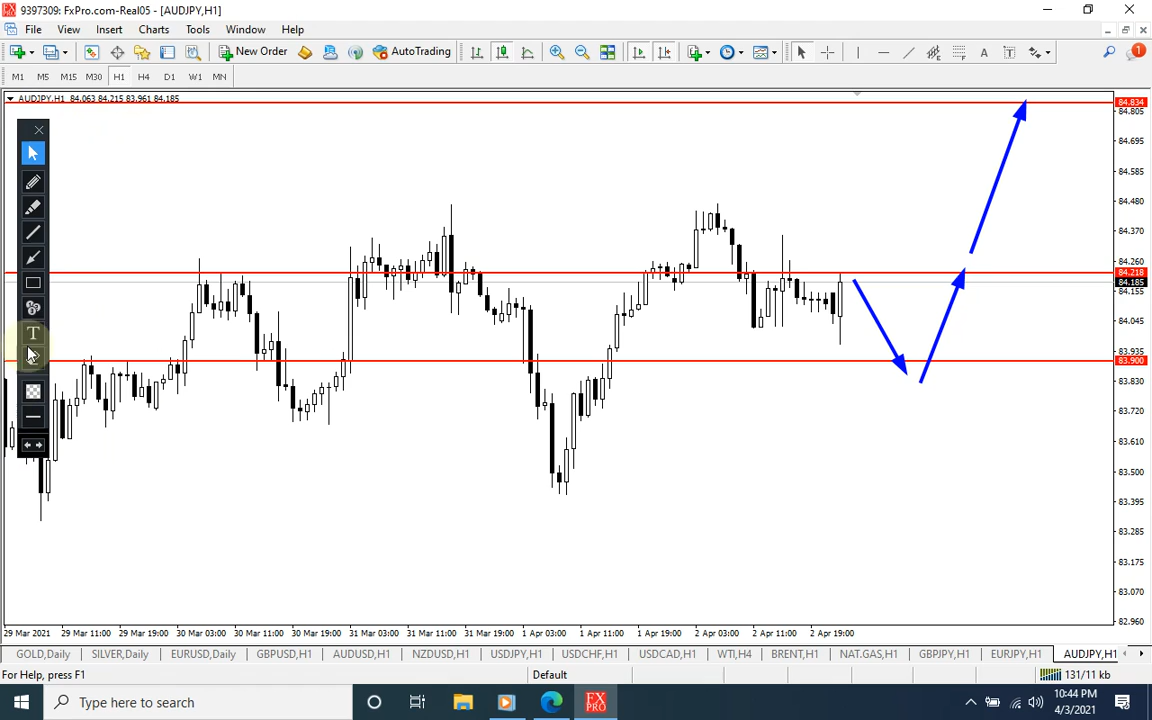 9397309: FxPro.com-Real05 - [AUDJPY,H1]
File View Insert Charts Tools Window Help
New Order AutoTrading A T 1
M1 M5 M15 M30 H1 H4 D1 W1 MN
AUDJPY,H1 84.063 84.215 83.961 84.185
84.834
84.805
84.695
84.585
84.480
84.370
84.260
84.218
84.185
84.155
84.045
83.935
83.900
83.830
83.720
83.610
83.500
83.395
83.285
83.175
83.070
82.960
T
29 Mar 2021 29 Mar 11:00 29 Mar 19:00 30 Mar 03:00 30 Mar 11:00 30 Mar 19:00 31 Mar 03:00 31 Mar 11:00 31 Mar 19:00 1 Apr 03:00 1 Apr 11:00 1 Apr 19:00 2 Apr 03:00 2 Apr 11:00 2 Apr 19:00
GOLD,Daily SILVER,Daily EURUSD,Daily GBPUSD,H1 AUDUSD,H1 NZDUSD,H1 USDJPY,H1 USDCHF,H1 USDCAD,H1 WTI,H4 BRENT,H1 NAT.GAS,H1 GBPJPY,H1 EURJPY,H1 AUDJPY,H1
For Help, press F1 Default 131/11 kb
Type here to search FX PRO 10:44 PM
4/3/2021